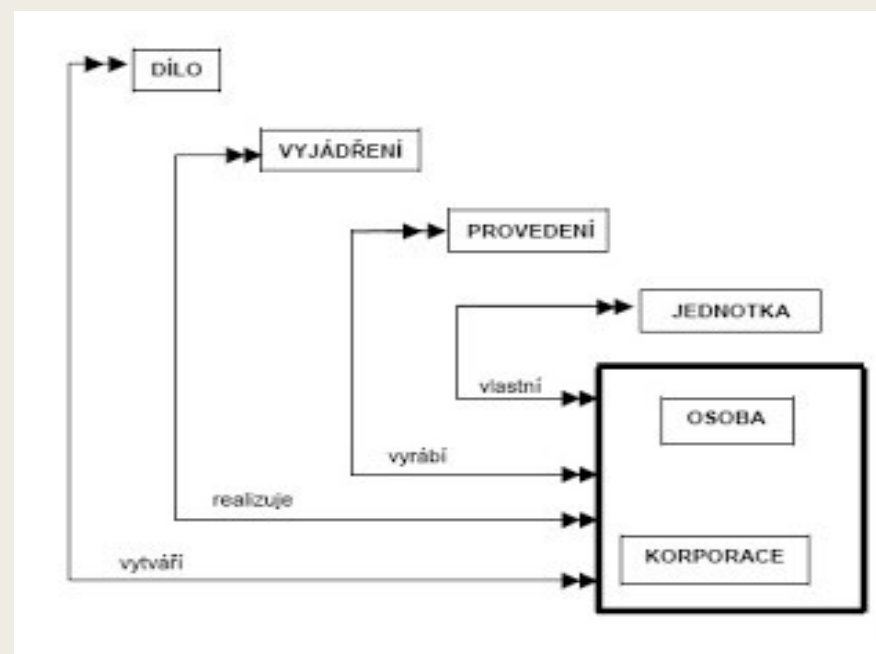 DÍLO
VYJÁDŘENÍ
PROVEDENÍ
JEDNOTKA
vlastní
OSOBA
vyrábí
realizuje
KORPORACE
vytváří